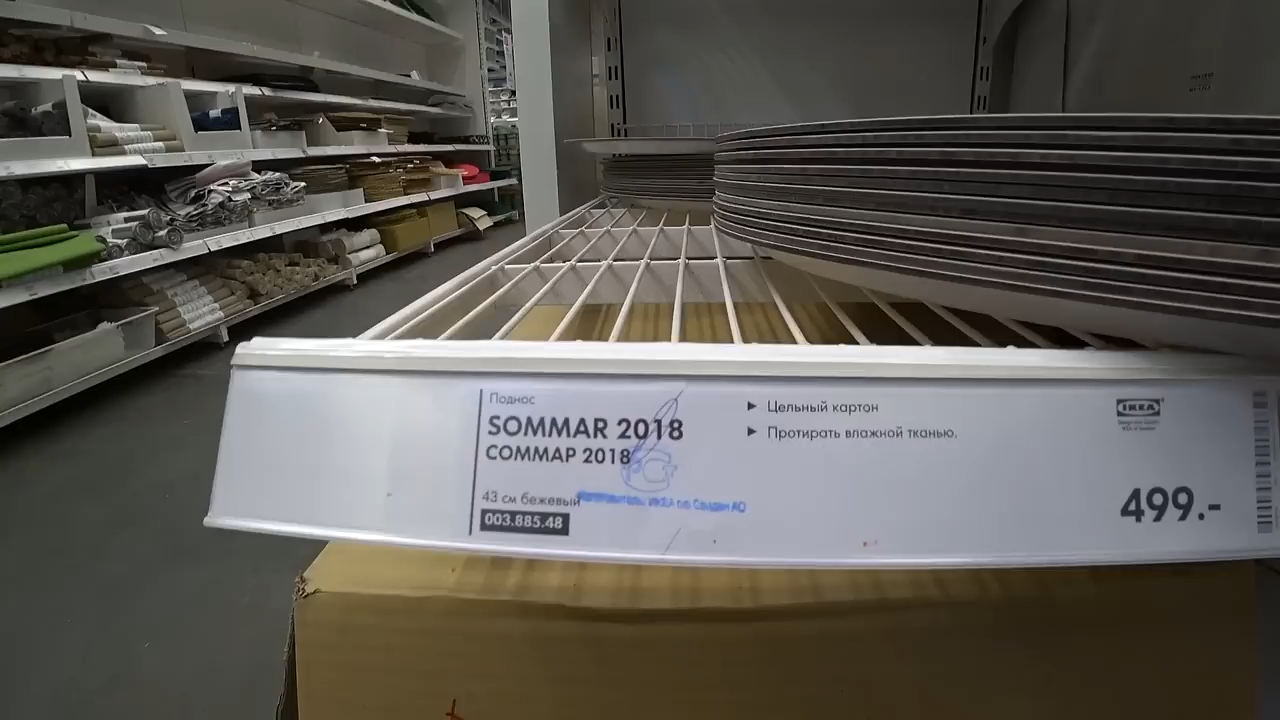 Поднос
SOMMAR 2018
СОММАР 2018
43 см бежевый
003.885.48
▶ Цельный картон
▶ Протирать влажной тканью.
IKEA
499.-